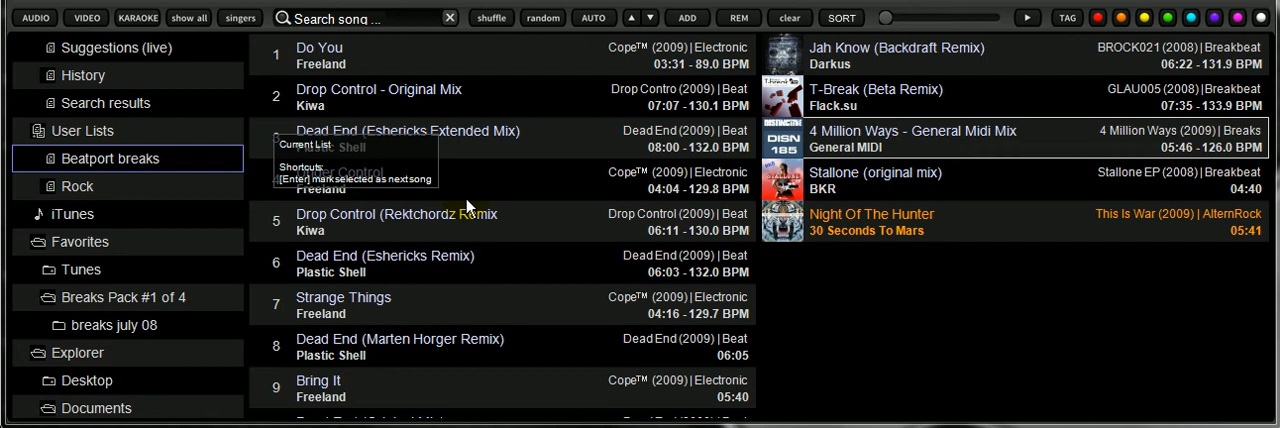 AUDIO VIDEO KARAOKE show all singers Search song ... X shuffle random AUTO ADD REM clear SORT TAG
Suggestions (live)
History
Search results
User Lists
Beatport breaks
Rock
iTunes
Favorites
Tunes
Breaks Pack #1 of 4
breaks july 08
Explorer
Desktop
Documents
1 Do You Cope™ (2009) | Electronic
Freeland 03:31 - 89.0 BPM
2 Drop Control - Original Mix Drop Contro (2009) | Beat
Kiwa 07:07 - 130.1 BPM
3 Dead End (Eshericks Extended Mix) Dead End (2009) | Beat
Plastic Shell 08:00 - 132.0 BPM
Current List
Shortcuts:
[Enter] mark selected as next song
4 Under Control
Freeland 04:04 - 129.8 BPM
5 Drop Control (Rektchordz Remix Drop Control (2009) | Beat
Kiwa 06:11 - 130.0 BPM
6 Dead End (Eshericks Remix) Dead End (2009) | Beat
Plastic Shell 06:03 - 132.0 BPM
7 Strange Things Cope™ (2009) | Electronic
Freeland 04:16 - 129.7 BPM
8 Dead End (Marten Horger Remix) Dead End (2009) | Beat
Plastic Shell 06:05
9 Bring It Cope™ (2009) | Electronic
Freeland 05:40
Jah Know (Backdraft Remix) BROCK021 (2008) | Breakbeat
Darkus 06:22 - 131.9 BPM
T-Break (Beta Remix) GLAU005 (2008) | Breakbeat
Flack.su 07:35 - 133.9 BPM
DISN
185
4 Million Ways - General Midi Mix 4 Million Ways (2009) | Breaks
General MIDI 05:46 - 126.0 BPM
Stallone (original mix) Stallone EP (2008) | Breakbeat
BKR 04:40
Night Of The Hunter This Is War (2009) | AlternRock
30 Seconds To Mars 05:41